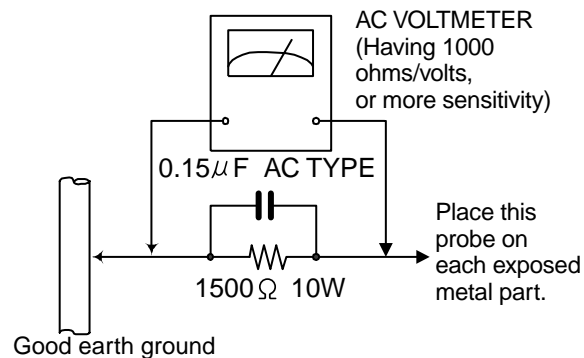 AC VOLTMETER
(Having 1000
ohms/volts,
or more sensitivity)
0.15μF AC TYPE
Place this
probe on
each exposed
metal part.
1500Ω 10W
Good earth ground